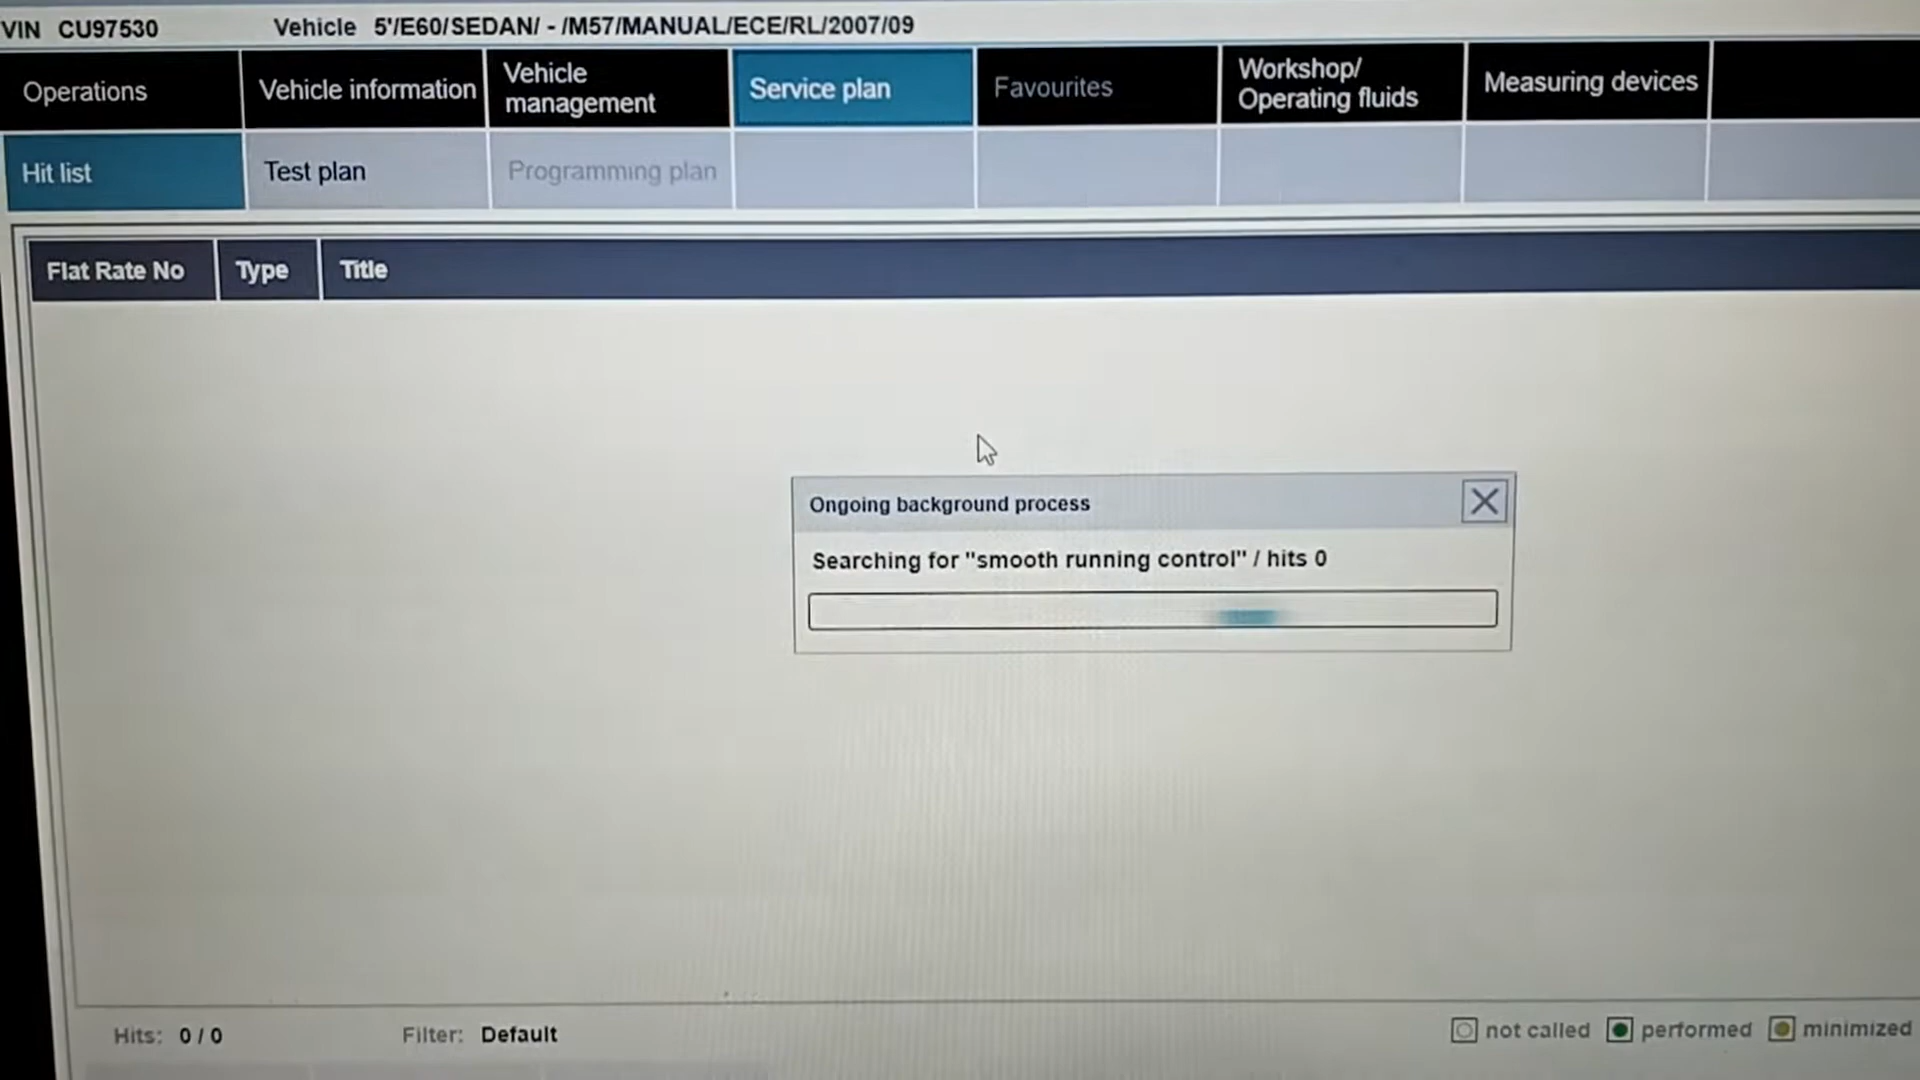 VIN CU97530 Vehicle 5'/E60/SEDAN/ - /M57/MANUAL/ECE/RL/2007/09
Operations Vehicle information Vehicle management Service plan Favourites Workshop/ Operating fluids Measuring devices
Hit list Test plan Programming plan
Flat Rate No Type Title
Ongoing background process
Searching for "smooth running control" / hits 0
Hits: 0 / 0 Filter: Default not called performed minimized